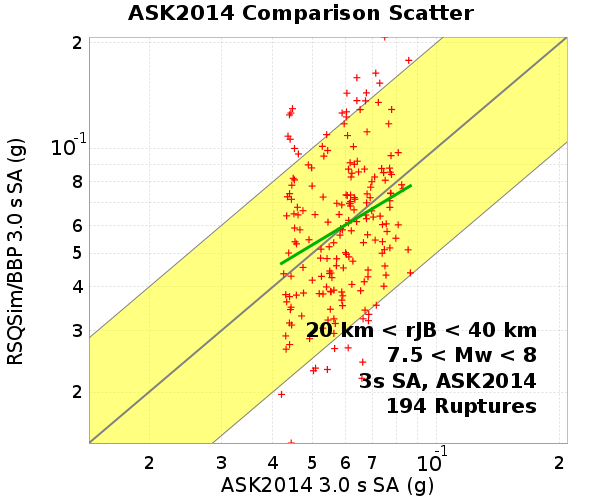 ASK2014 Comparison Scatter
RSQSim/BBP 3.0 s SA (g)
2
10-1
8
6
5
4
3
2
20 km < rJB < 40 km
7.5 < Mw < 8
3s SA, ASK2014
194 Ruptures
2 3 4 5 6 7 10-1 2
ASK2014 3.0 s SA (g)